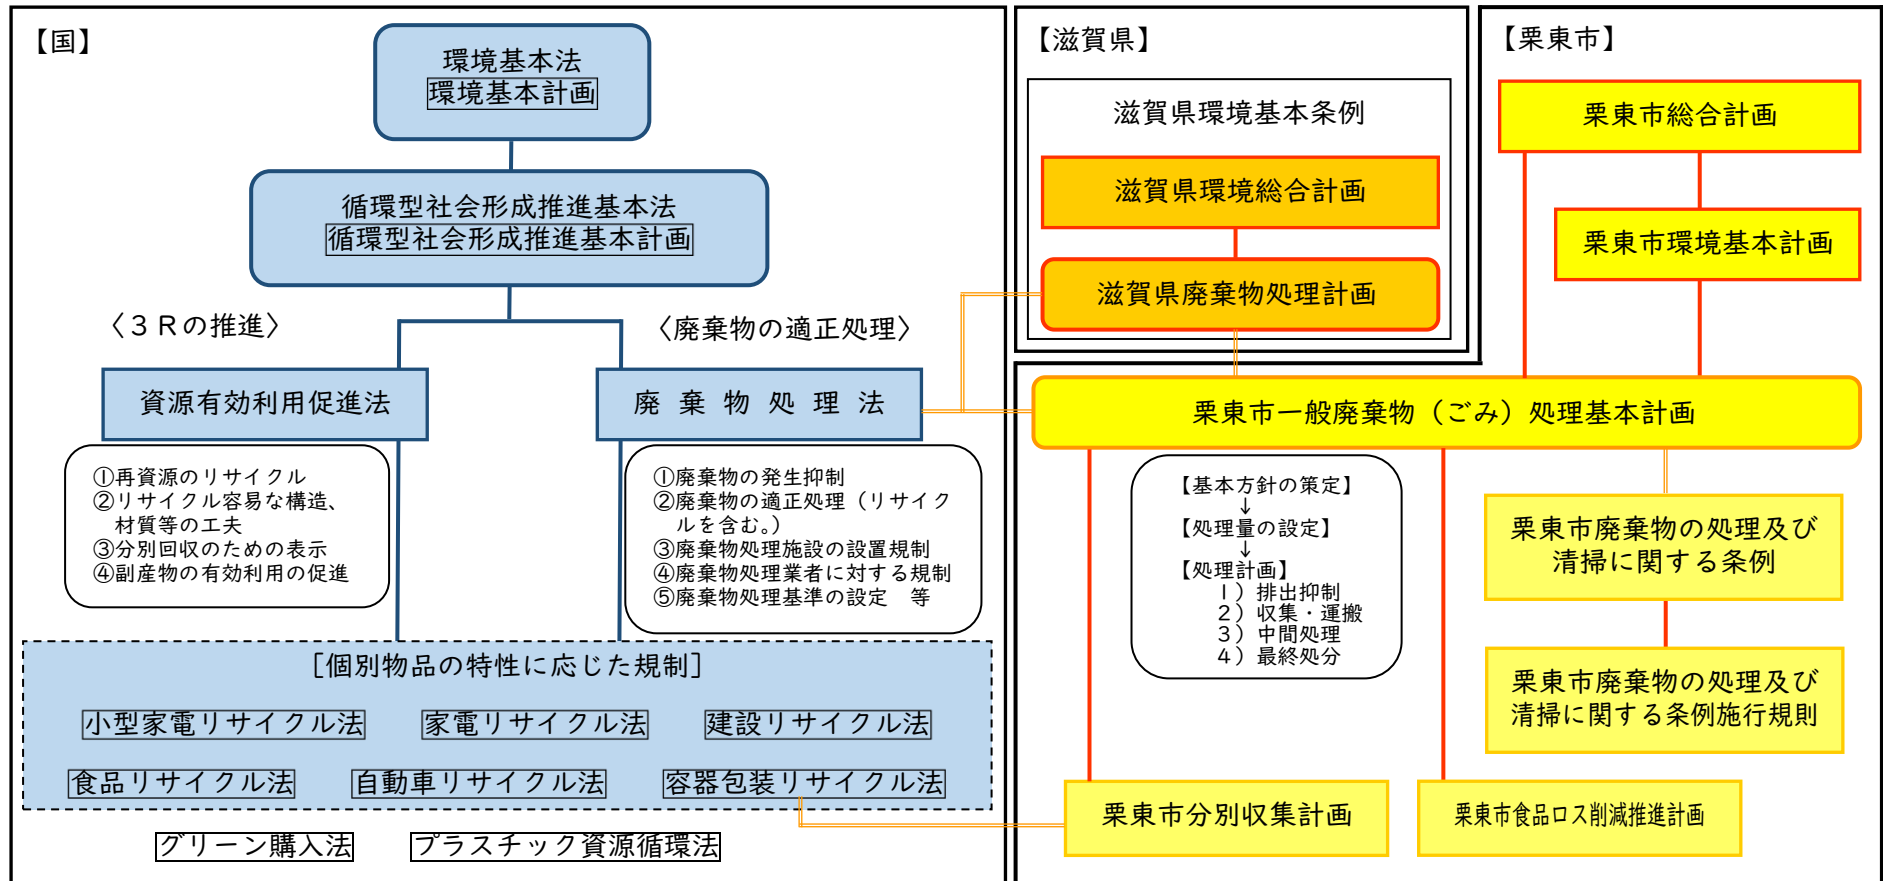 【国】
環境基本法
環境基本計画
循環型社会形成推進基本法
循環型社会形成推進基本計画
〈３Ｒの推進〉
〈廃棄物の適正処理〉
資源有効利用促進法
廃棄物処理法
①再資源のリサイクル
②リサイクル容易な構造、
材質等の工夫
③分別回収のための表示
④副産物の有効利用の促進
①廃棄物の発生抑制
②廃棄物の適正処理（リサイク
ルを含む。）
③廃棄物処理施設の設置規制
④廃棄物処理業者に対する規制
⑤廃棄物処理基準の設定　等
［個別物品の特性に応じた規制］
小型家電リサイクル法
家電リサイクル法
建設リサイクル法
食品リサイクル法
自動車リサイクル法
容器包装リサイクル法
グリーン購入法
プラスチック資源循環法
【滋賀県】
滋賀県環境基本条例
滋賀県環境総合計画
滋賀県廃棄物処理計画
【栗東市】
栗東市総合計画
栗東市環境基本計画
栗東市一般廃棄物（ごみ）処理基本計画
【基本方針の策定】
↓
【処理量の設定】
↓
【処理計画】
１）排出抑制
２）収集・運搬
３）中間処理
４）最終処分
栗東市廃棄物の処理及び
清掃に関する条例
栗東市廃棄物の処理及び
清掃に関する条例施行規則
栗東市分別収集計画
栗東市食品ロス削減推進計画